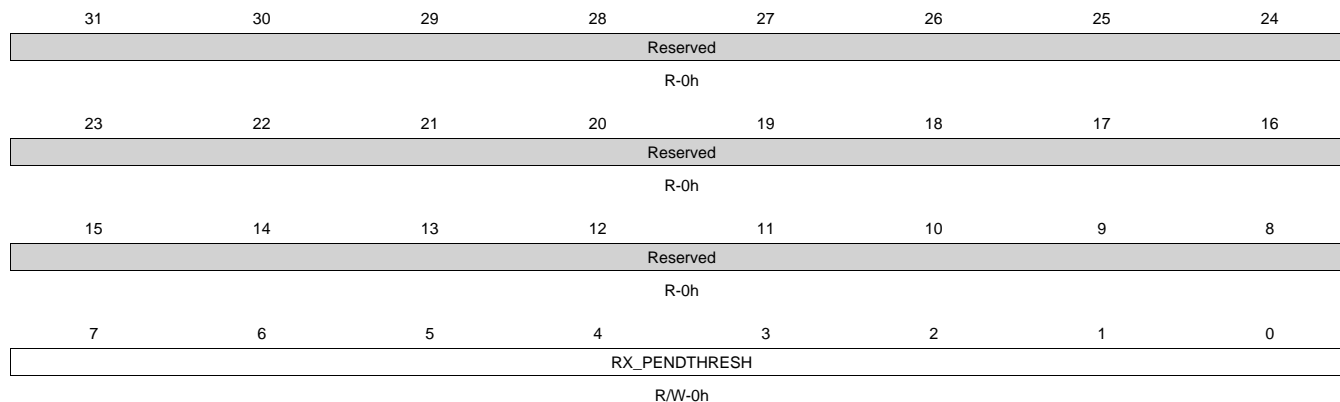 31 30 29 28 27 26 25 24
Reserved
R-0h
23 22 21 20 19 18 17 16
Reserved
R-0h
15 14 13 12 11 10 9 8
Reserved
R-0h
7 6 5 4 3 2 1 0
RX_PENDTHRESH
R/W-0h